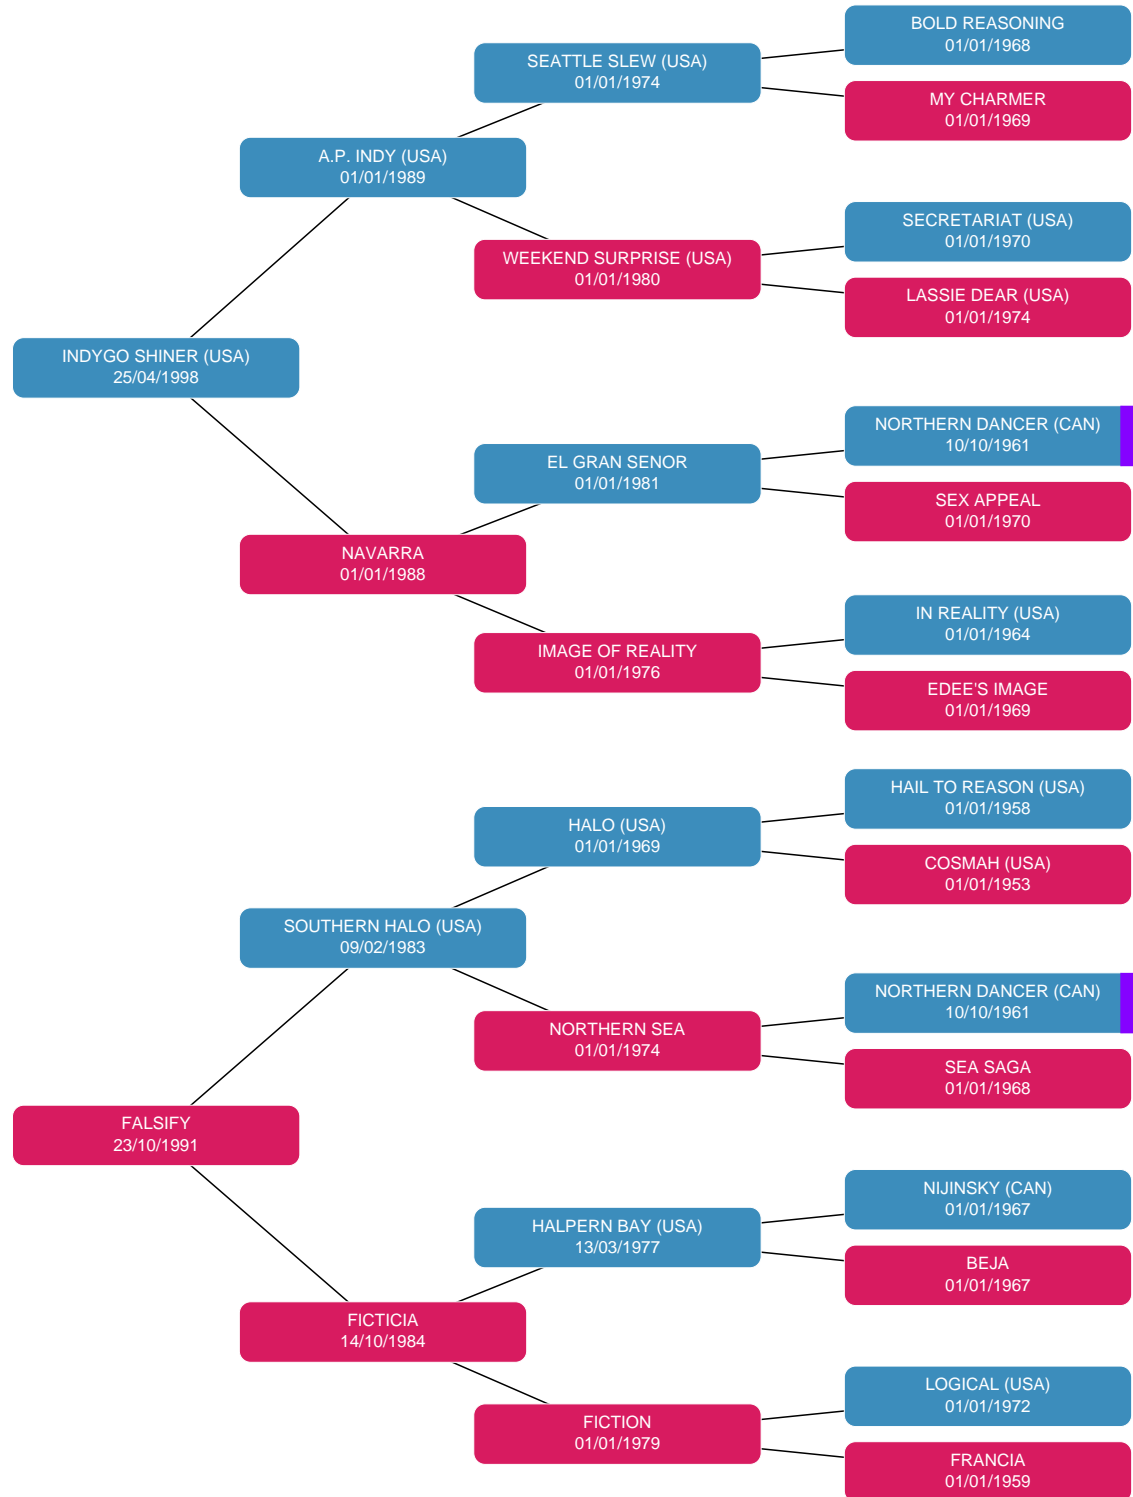 BOLD REASONING
01/01/1968
SEATTLE SLEW (USA)
01/01/1974
MY CHARMER
01/01/1969
A.P. INDY (USA)
01/01/1989
SECRETARIAT (USA)
01/01/1970
WEEKEND SURPRISE (USA)
01/01/1980
LASSIE DEAR (USA)
01/01/1974
INDYGO SHINER (USA)
25/04/1998
NORTHERN DANCER (CAN)
10/10/1961
EL GRAN SENOR
01/01/1981
SEX APPEAL
01/01/1970
NAVARRA
01/01/1988
IN REALITY (USA)
01/01/1964
IMAGE OF REALITY
01/01/1976
EDEE'S IMAGE
01/01/1969
HAIL TO REASON (USA)
01/01/1958
HALO (USA)
01/01/1969
COSMAH (USA)
01/01/1953
SOUTHERN HALO (USA)
09/02/1983
NORTHERN DANCER (CAN)
10/10/1961
NORTHERN SEA
01/01/1974
SEA SAGA
01/01/1968
FALSIFY
23/10/1991
NIJINSKY (CAN)
01/01/1967
HALPERN BAY (USA)
13/03/1977
BEJA
01/01/1967
FICTICIA
14/10/1984
LOGICAL (USA)
01/01/1972
FICTION
01/01/1979
FRANCIA
01/01/1959